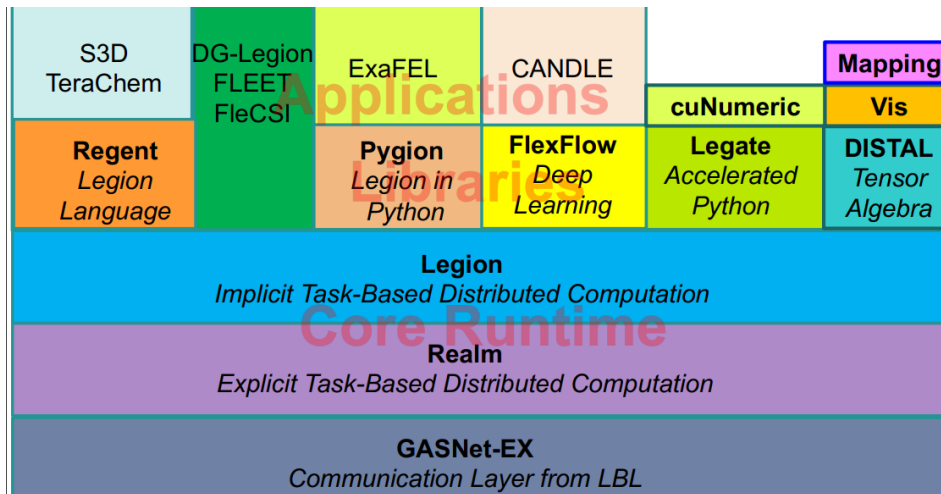 S3D
TeraChem
DG-Legion
FLEET
FleCSI
ExaFEL
CANDLE
Applications
Mapping
cuNumeric
Vis
Regent
Legion
Language
Pygion
Legion in
Python
FlexFlow
Deep
Learning
Legate
Accelerated
Python
DISTAL
Tensor
Algebra
Libraries
Legion
Implicit Task-Based Distributed Computation
Core Runtime
Realm
Explicit Task-Based Distributed Computation
GASNet-EX
Communication Layer from LBL